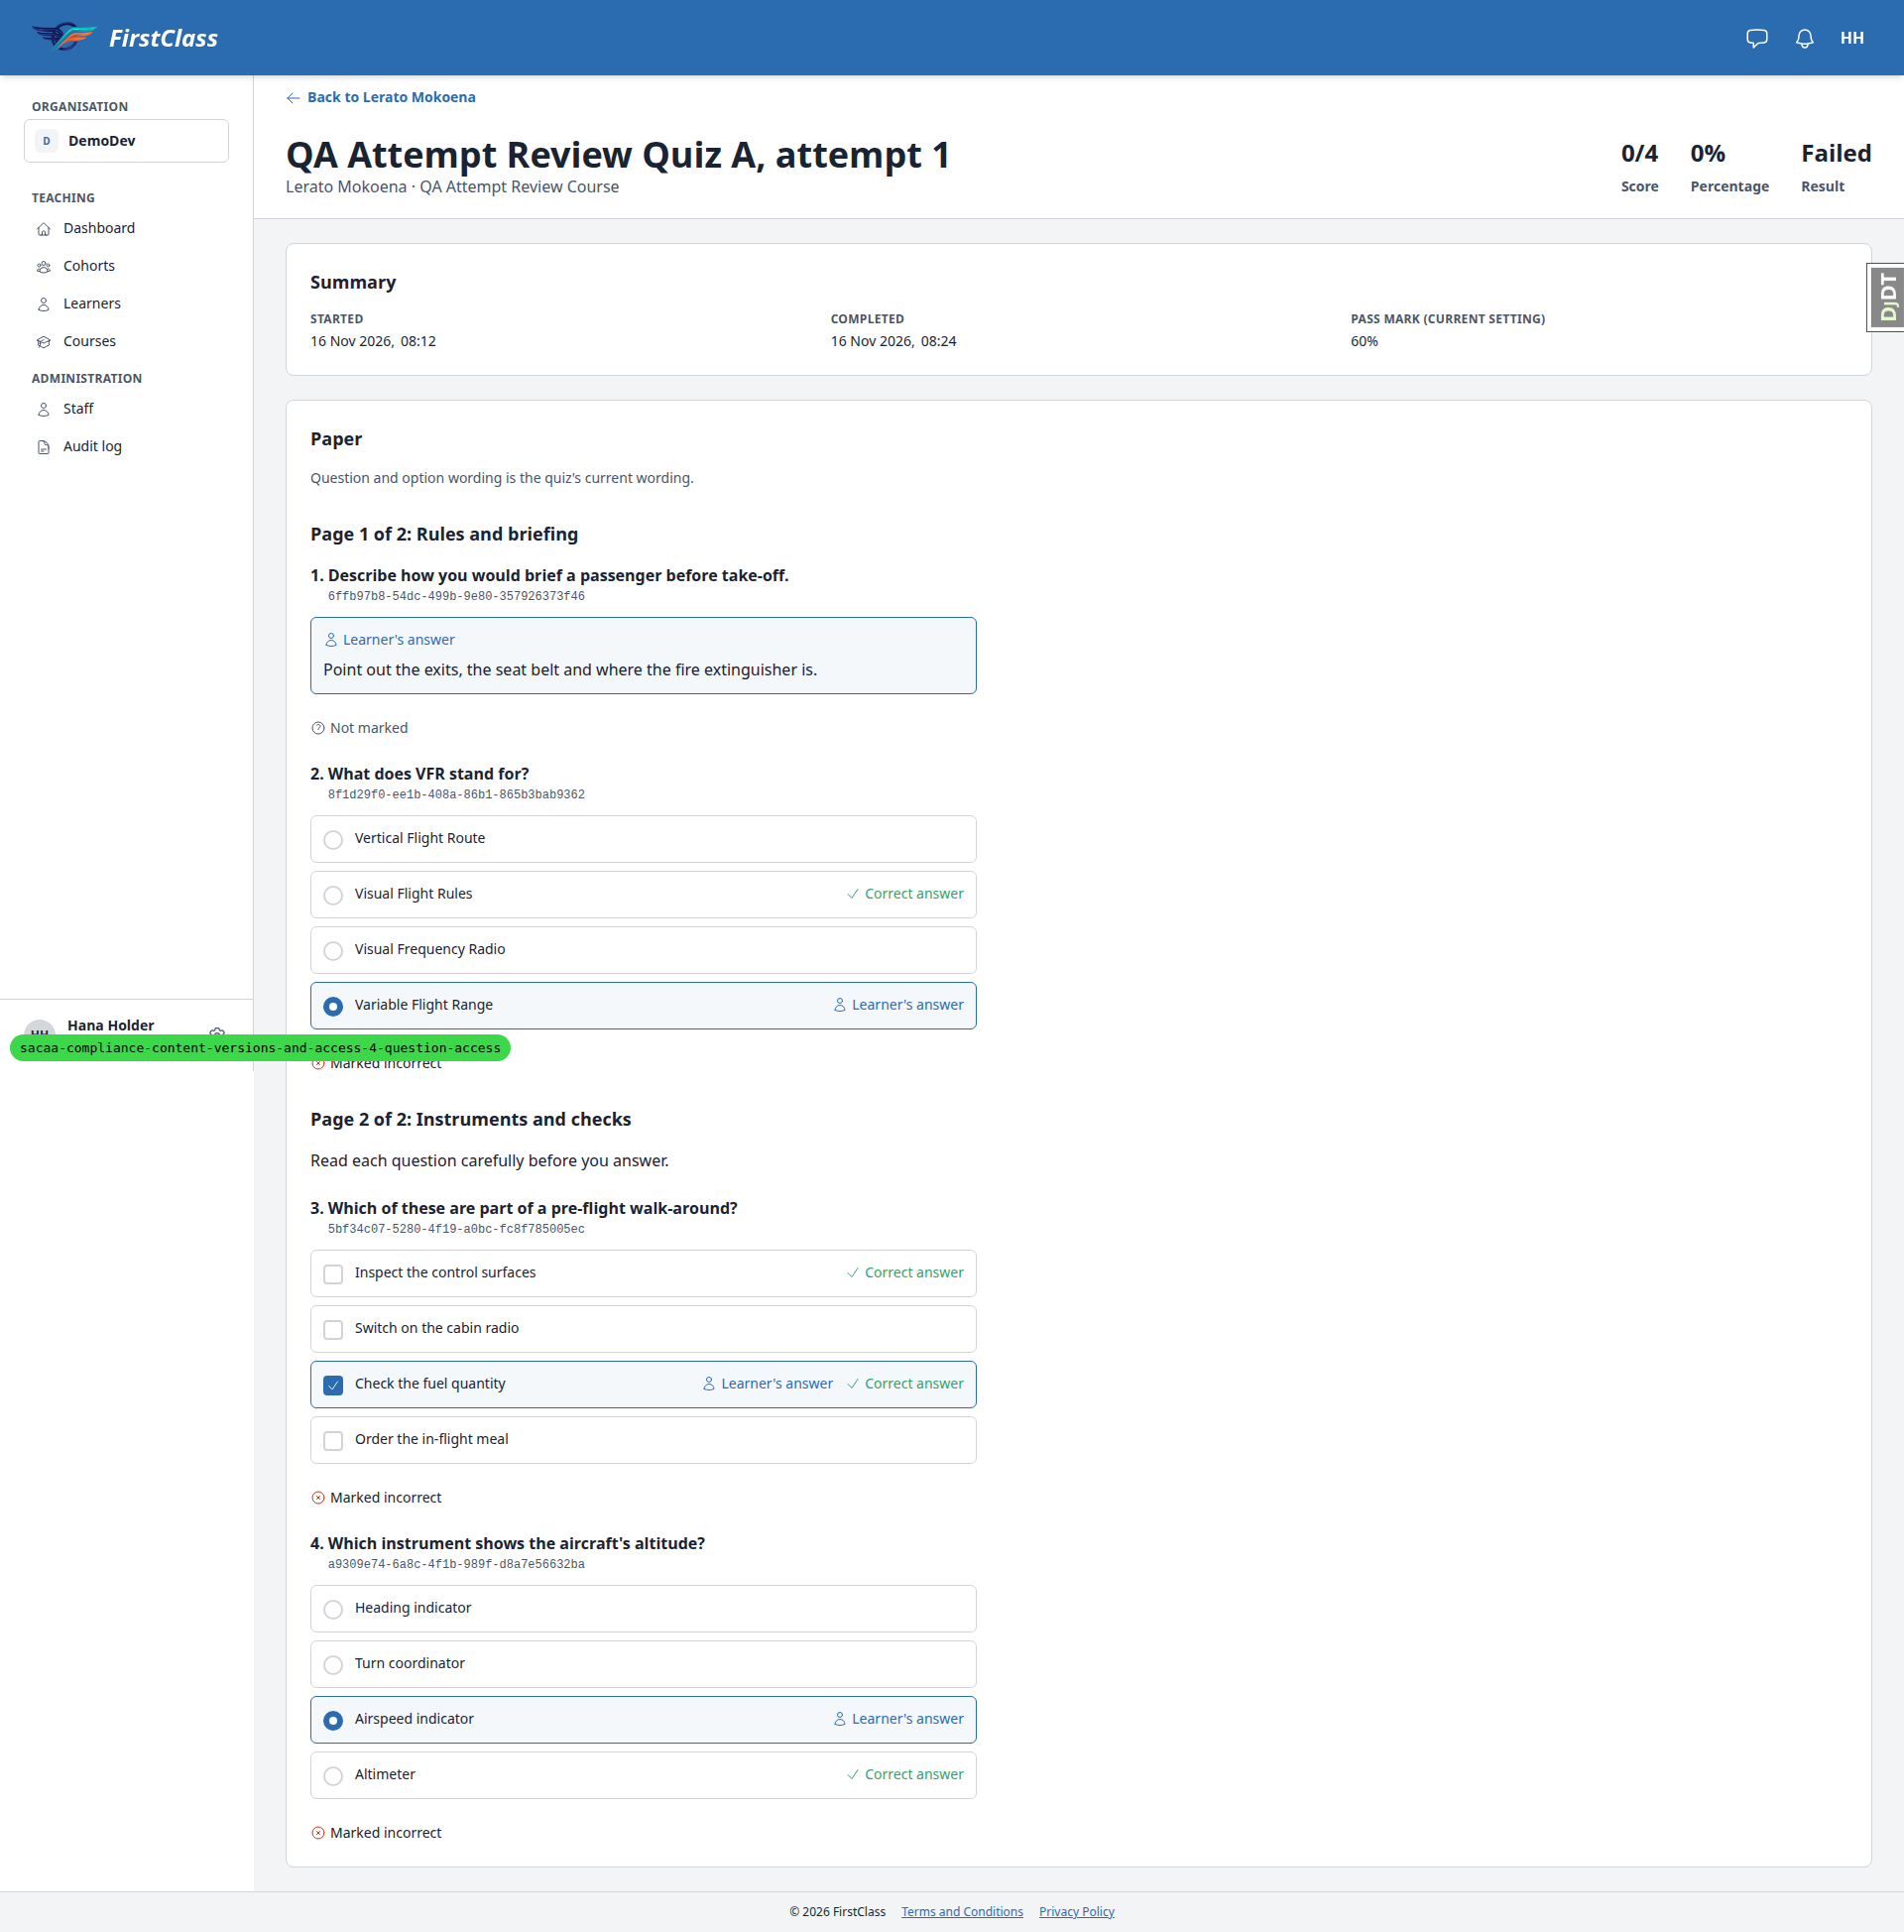 FirstClass
HH
ORGANISATION
D DemoDev
TEACHING
Dashboard
Cohorts
Learners
Courses
ADMINISTRATION
Staff
Audit log
Hana Holder
sacaa-compliance-content-versions-and-access-4-question-access
Back to Lerato Mokoena
QA Attempt Review Quiz A, attempt 1
Lerato Mokoena · QA Attempt Review Course
0/4 0% Failed
Score Percentage Result
DjDT
Summary
STARTED COMPLETED PASS MARK (CURRENT SETTING)
16 Nov 2026, 08:12 16 Nov 2026, 08:24 60%
Paper
Question and option wording is the quiz's current wording.
Page 1 of 2: Rules and briefing
1. Describe how you would brief a passenger before take-off.
6ffb97b8-54dc-499b-9e80-357926373f46
Learner's answer
Point out the exits, the seat belt and where the fire extinguisher is.
Not marked
2. What does VFR stand for?
8f1d29f0-ee1b-408a-86b1-865b3bab9362
Vertical Flight Route
Visual Flight Rules Correct answer
Visual Frequency Radio
Variable Flight Range Learner's answer
Marked incorrect
Page 2 of 2: Instruments and checks
Read each question carefully before you answer.
3. Which of these are part of a pre-flight walk-around?
5bf34c07-5280-4f19-a0bc-fc8f785005ec
Inspect the control surfaces Correct answer
Switch on the cabin radio
Check the fuel quantity Learner's answer Correct answer
Order the in-flight meal
Marked incorrect
4. Which instrument shows the aircraft's altitude?
a9309e74-6a8c-4f1b-989f-d8a7e56632ba
Heading indicator
Turn coordinator
Airspeed indicator Learner's answer
Altimeter Correct answer
Marked incorrect
© 2026 FirstClass Terms and Conditions Privacy Policy